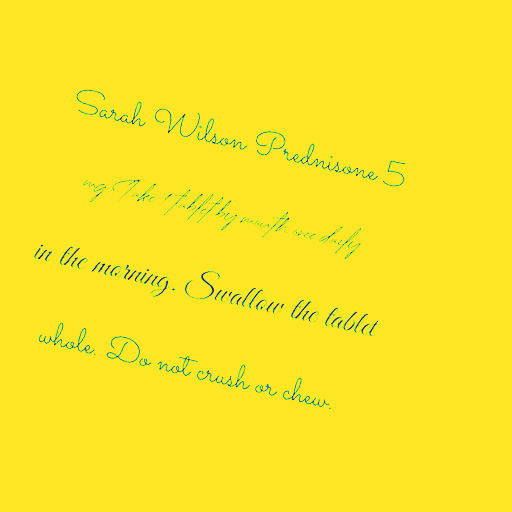 Sarah Wilson Prednisone 5
mg Take 1 tablet by mouth once daily
in the morning. Swallow the tablet
whole. Do not crush or chew.